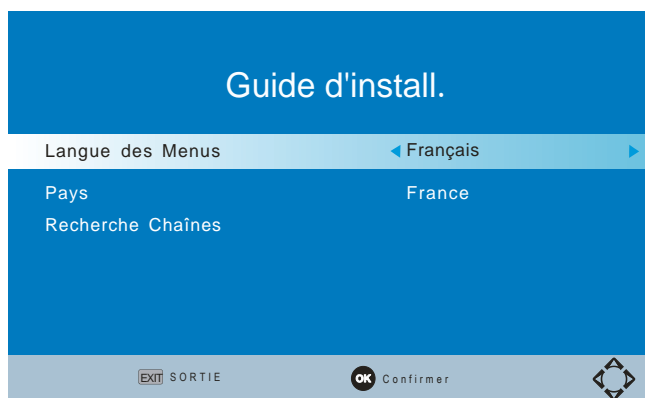 Guide d'install.
Langue des Menus Français
Pays France
Recherche Chaînes
EXIT SORTIE OK Confirmer